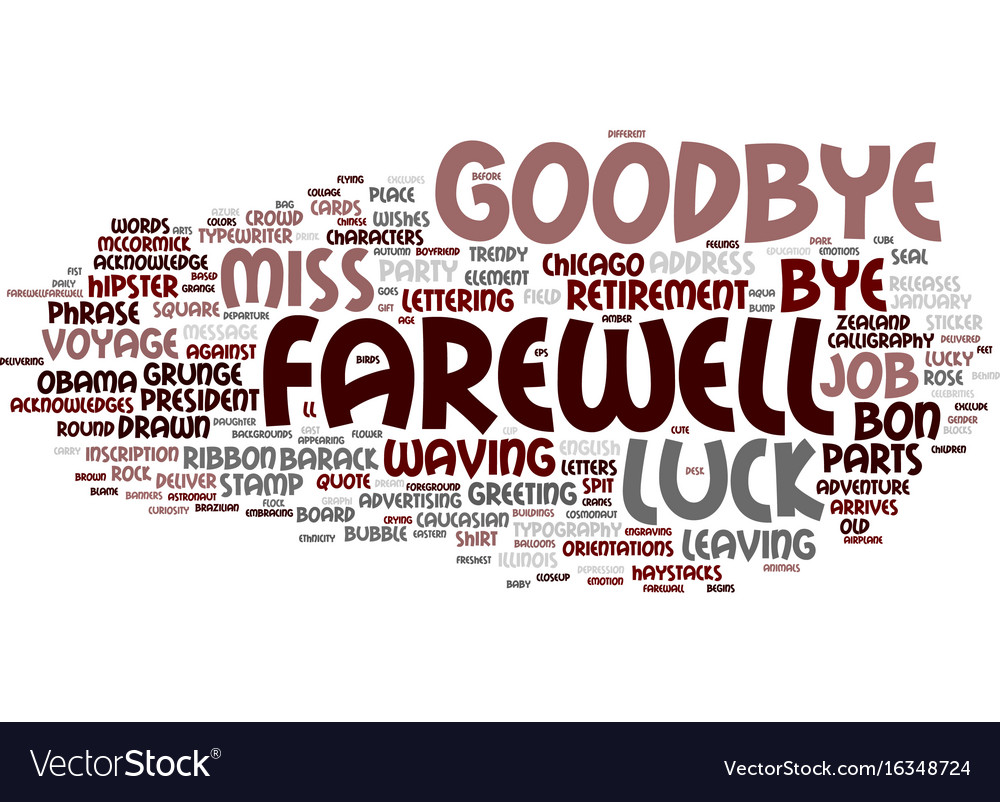 DIFFERENT
GOODBYE
BEFORE
FLYING
EXCLUDES
COLLAGE
PLACE
BAG
CARDS
AZURE
CROWD
COLORS
CHINESE
WISHES
WORDS
ARTS
TYPEWRITER
DRINK
CHARACTERS
MCCORMICK
FEELINGS
DARK
CUBE
AUTUMN
BOYFRIEND
TRENDY
EDUCATION
EMOTIONS
SEAL
ACKNOWLEDGE
MISS
PARTY
CHICAGO
ADDRESS
BYE
FIST
BASED
ELEMENT
DAILY
HIPSTER
GRANGE
GOES
LETTERING
FIELD
RETIREMENT
AQUA
RELEASES
FAREWELLFAREWELL
JANUARY
PHRASE
SQUARE
DEPARTURE
GIFT
BUMP
AGE
AMBER
ZEALAND
STICKER
MESSAGE
FAREWELL
VOYAGE
AGAINST
CALLIGRAPHY
DELIVERED
FEET
DELIVERING
BIRDS
EPS
LUCKY
OBAMA
GRUNGE
JOB
ROSE
BEHIND
ACKNOWLEDGES
PRESIDENT
LL
CELEBRITIES
EXCLUDE
ROUND
DRAWN
DAUGHTER
BON
GENDER
BACKGROUNDS
EAST
FLOWER
CLIP
CUTE
BLOCKS
APPEARING
CARRY
INSCRIPTION
RIBBON
BARACK
WAVING
ENGLISH
LUCK
PARTS
CHILDREN
BROWN
ROCK
LETTERS
DESK
DELIVER
STAMP
QUOTE
DREAM
FOREGROUND
GREETING
SPIT
ADVENTURE
BLAME
BANNERS
ASTRONAUT
FLOCK
GRAPHI
ADVERTISING
CRANES
CURIOSITY
BRAZILIAN
EMBRACING
BOARD
CRYING
CAUCASIAN
BUILDINGS
COSMONAUT
ARRIVES
ETHNICITY
BUBBLE
EASTERN
SHIRT
TYPOGRAPHY
ENGRAVING
LEAVING
OLD
BALLOONS
ORIENTATIONS
AIRPLANE
FRESHEST
ILLINOIS
DEPRESSION
HAYSTACKS
ANIMALS
BABY
CLOSEUP
EMOTION
FAREWALL
BEGINS
VectorStock®
VectorStock.com/16348724